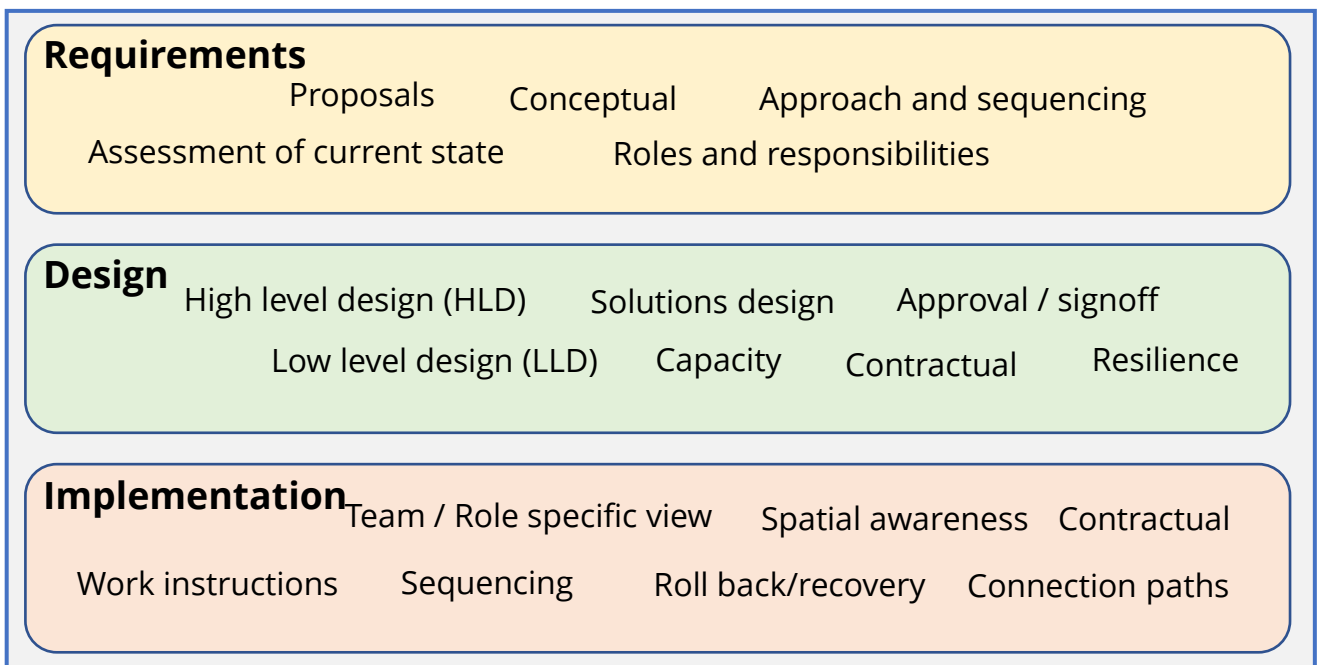 Requirements
Proposals Conceptual Approach and sequencing
Assessment of current state Roles and responsibilities
Design
High level design (HLD) Solutions design Approval / signoff
Low level design (LLD) Capacity Contractual Resilience
Implementation
Team / Role specific view Spatial awareness Contractual
Work instructions Sequencing Roll back/recovery Connection paths